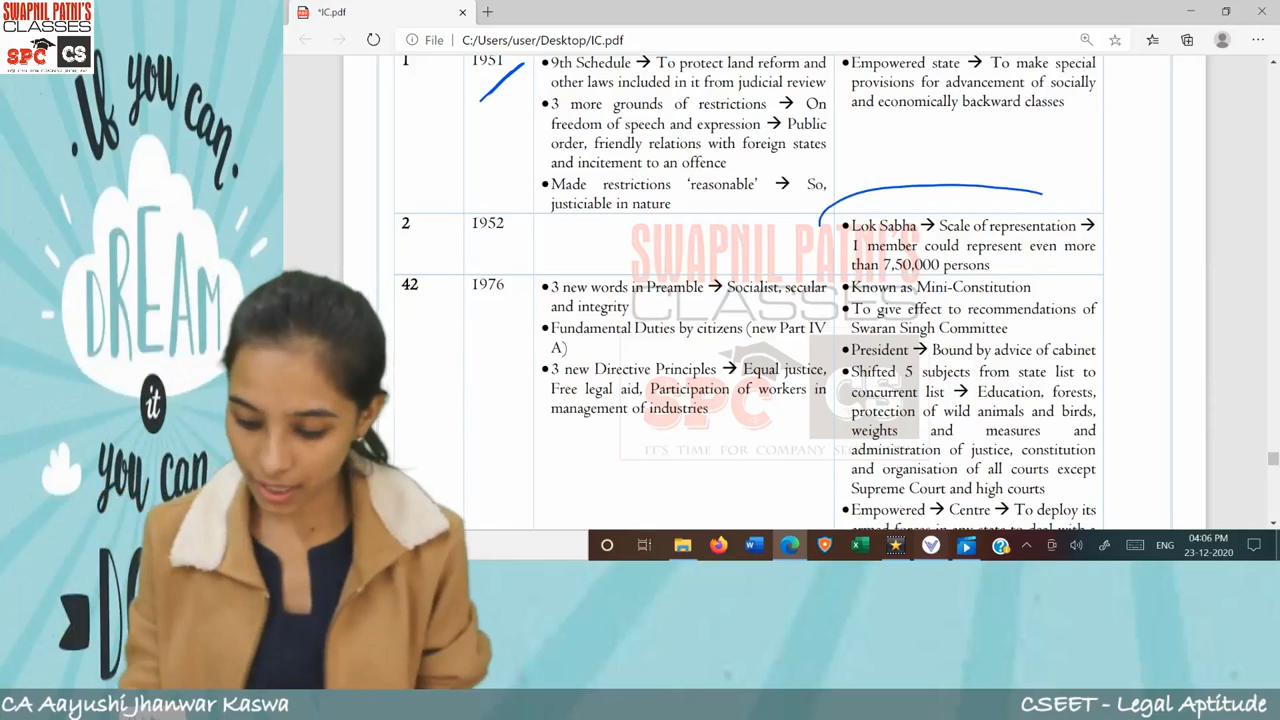 SWAPNIL PATNI'S
CLASSES
SPC CS
If you can
DREAM
it
you can
*IC.pdf
File C:/Users/user/Desktop/IC.pdf
1
1951
•9th Schedule → To protect land reform and
other laws included in it from judicial review
•3 more grounds of restrictions → On
freedom of speech and expression → Public
order, friendly relations with foreign states
and incitement to an offence
•Made restrictions ‘reasonable’ → So,
justiciable in nature
•Empowered state → To make special
provisions for advancement of socially
and economically backward classes
2
1952
•Lok Sabha → Scale of representation →
1 member could represent even more
than 7,50,000 persons
42
1976
•3 new words in Preamble → Socialist, secular
and integrity
•Fundamental Duties by citizens (new Part IV
A)
•3 new Directive Principles → Equal justice,
Free legal aid, Participation of workers in
management of industries
•Known as Mini-Constitution
•To give effect to recommendations of
Swaran Singh Committee
•President → Bound by advice of cabinet
•Shifted 5 subjects from state list to
concurrent list → Education, forests,
protection of wild animals and birds,
weights and measures and
administration of justice, constitution
and organisation of all courts except
Supreme Court and high courts
•Empowered → Centre → To deploy its
armed forces in any state to deal with a
SWAPNIL PATNI'S
CLASSES
SPC CS
IT'S TIME FOR COMPANY
ENG
04:06 PM
23-12-2020
CA Aayushi Jhanwar Kaswa
CSEET - Legal Aptitude